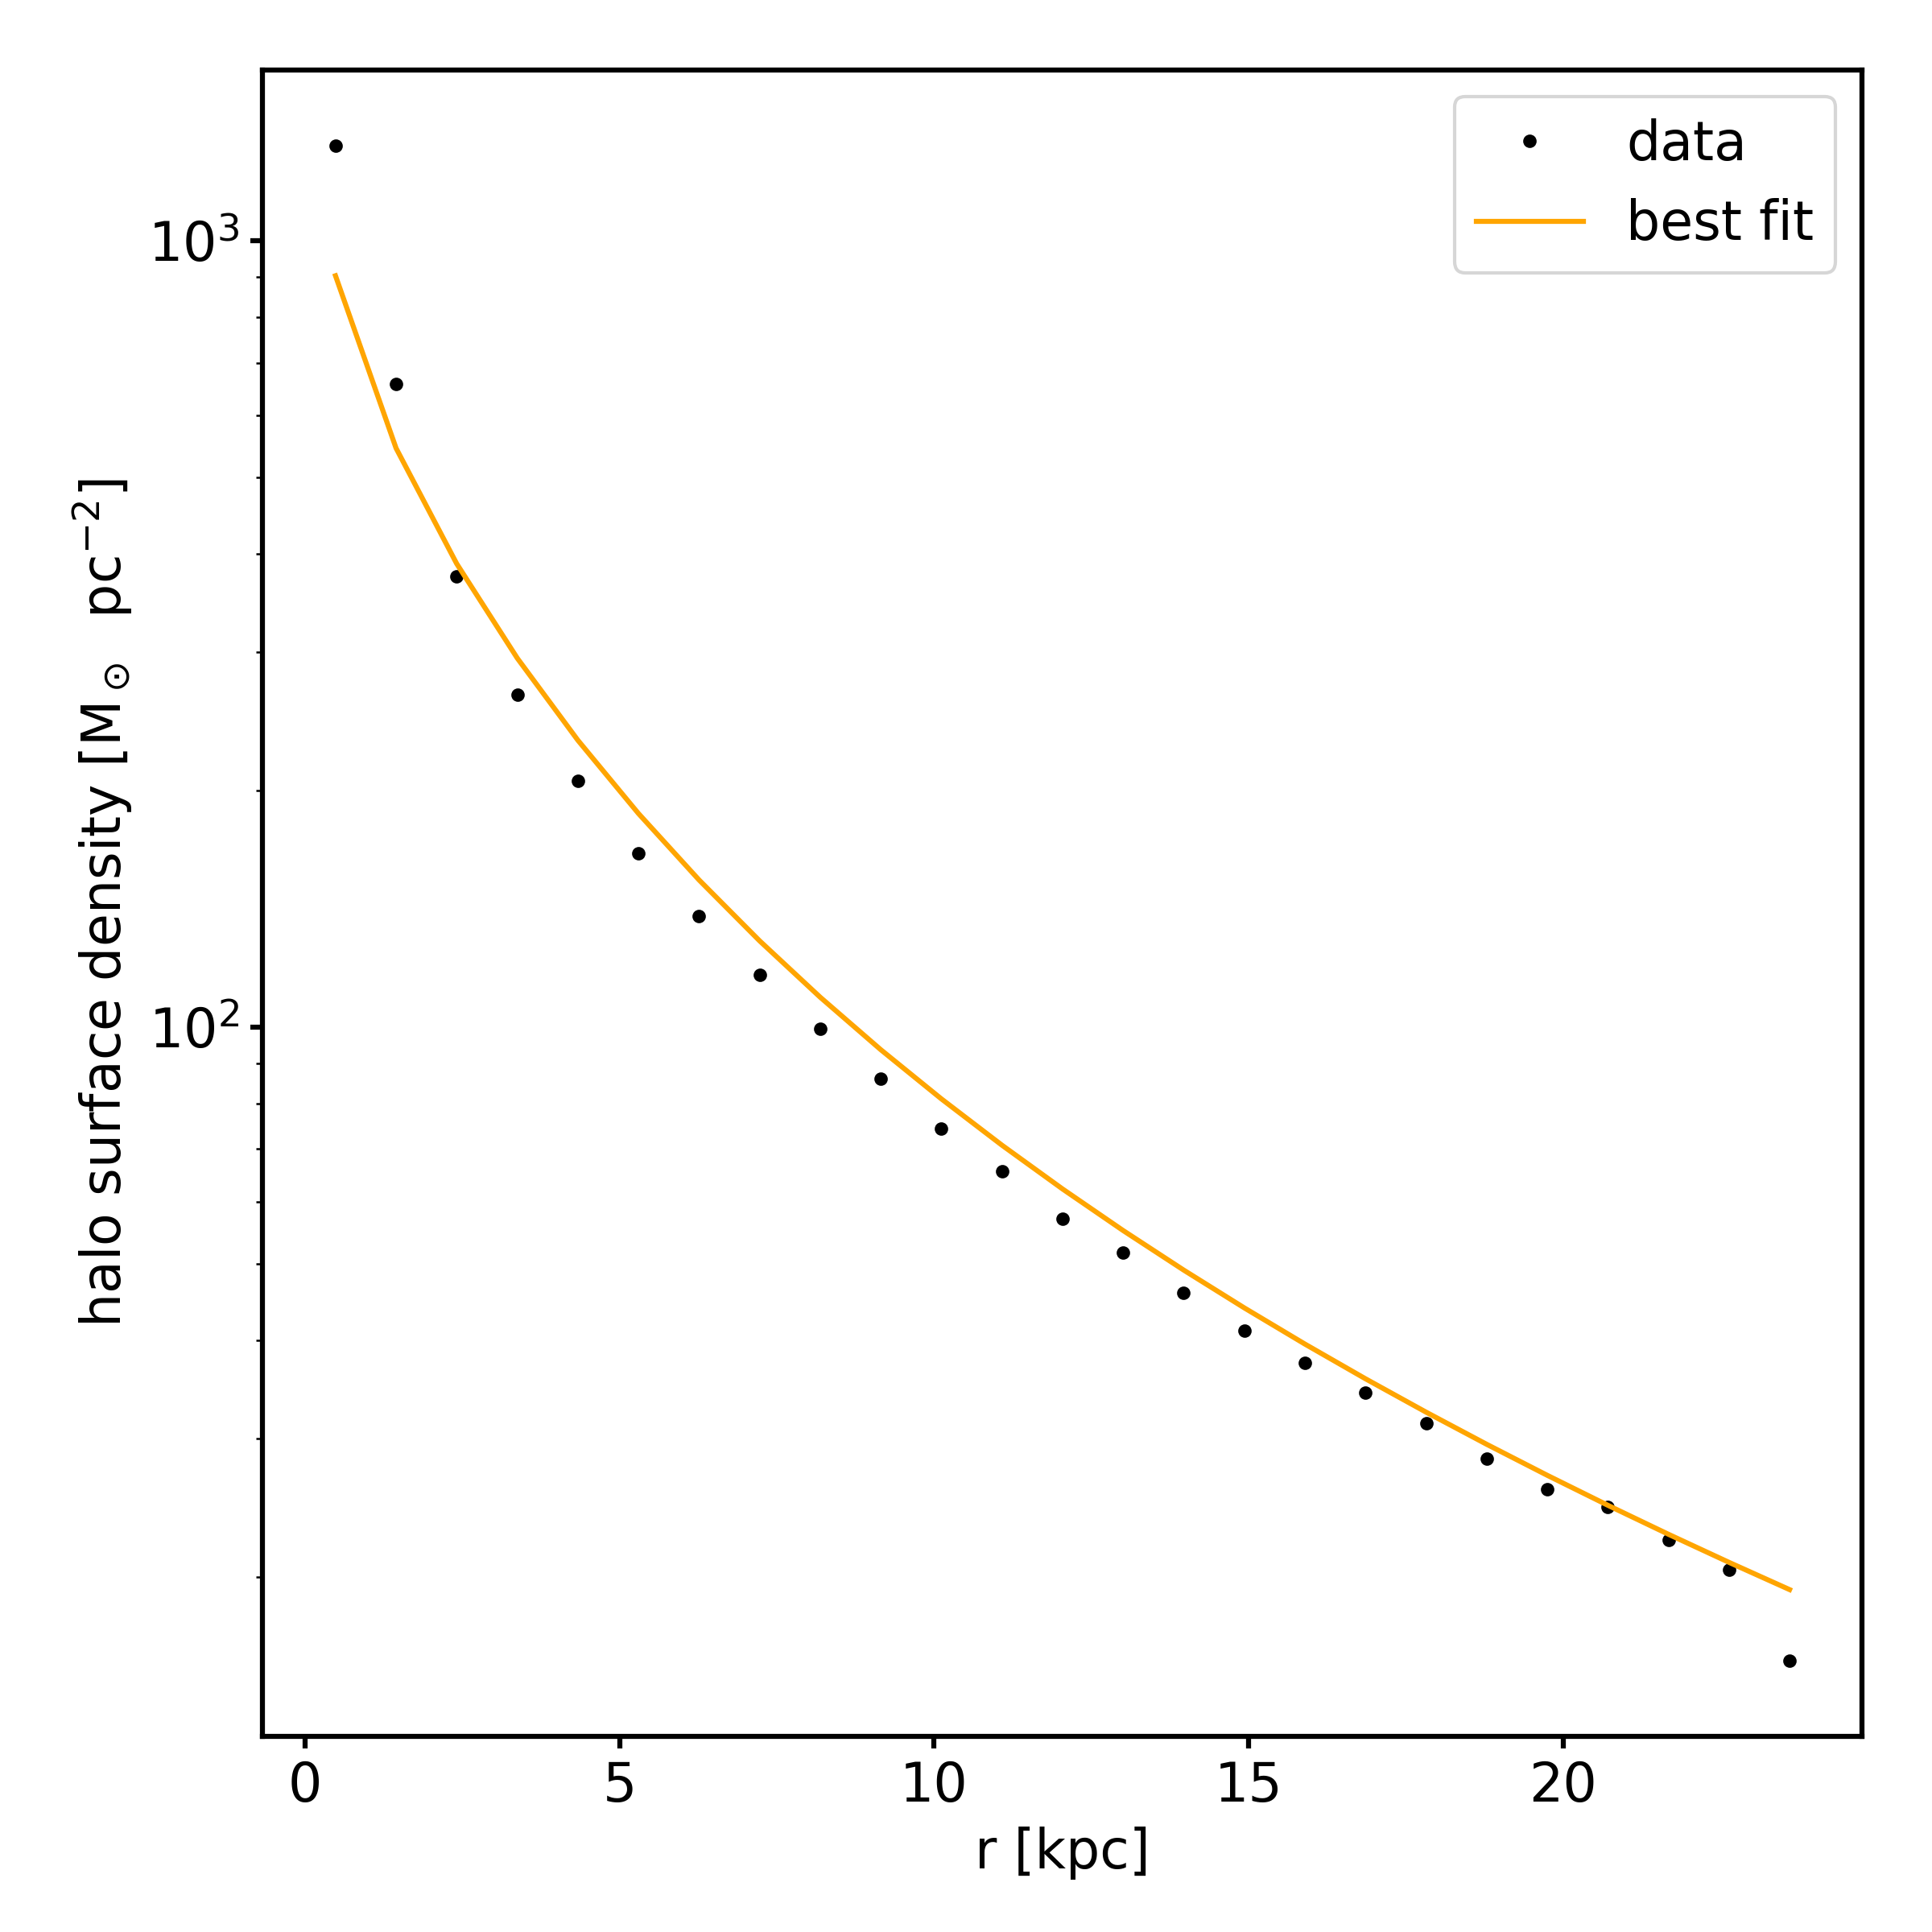 data
best fit
10³
10²
halo surface density [M⊙ pc⁻²]
0 5 10 15 20
r [kpc]